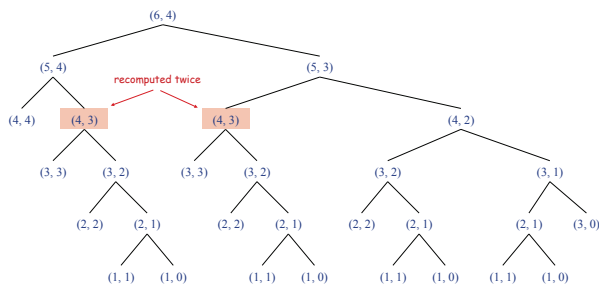 (6, 4)
(5, 4) (5, 3)
recomputed twice
(4, 4) (4, 3) (4, 3) (4, 2)
(3, 3) (3, 2) (3, 3) (3, 2) (3, 2) (3, 1)
(2, 2) (2, 1) (2, 2) (2, 1) (2, 2) (2, 1) (2, 1) (3, 0)
(1, 1) (1, 0) (1, 1) (1, 0) (1, 1) (1, 0) (1, 1) (1, 0)